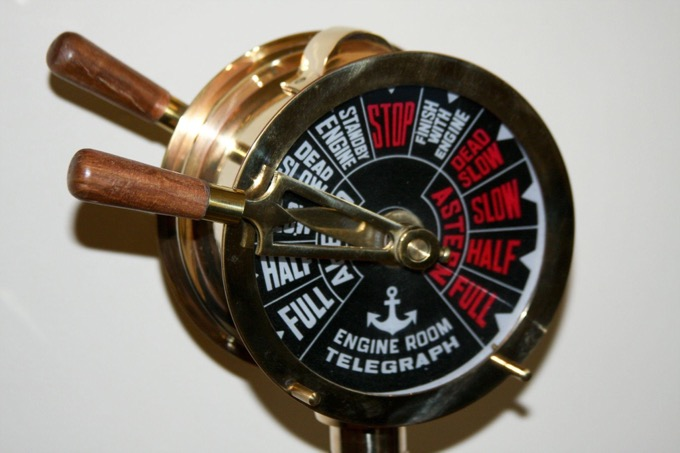 STOP
FINISH
WITH
ENGINE
DEAD
SLOW
SLOW
HALF
FULL
ASTERN
STANDBY
ENGINE
DEAD
SLOW
HALF
FULL
ENGINE ROOM
TELEGRAPH